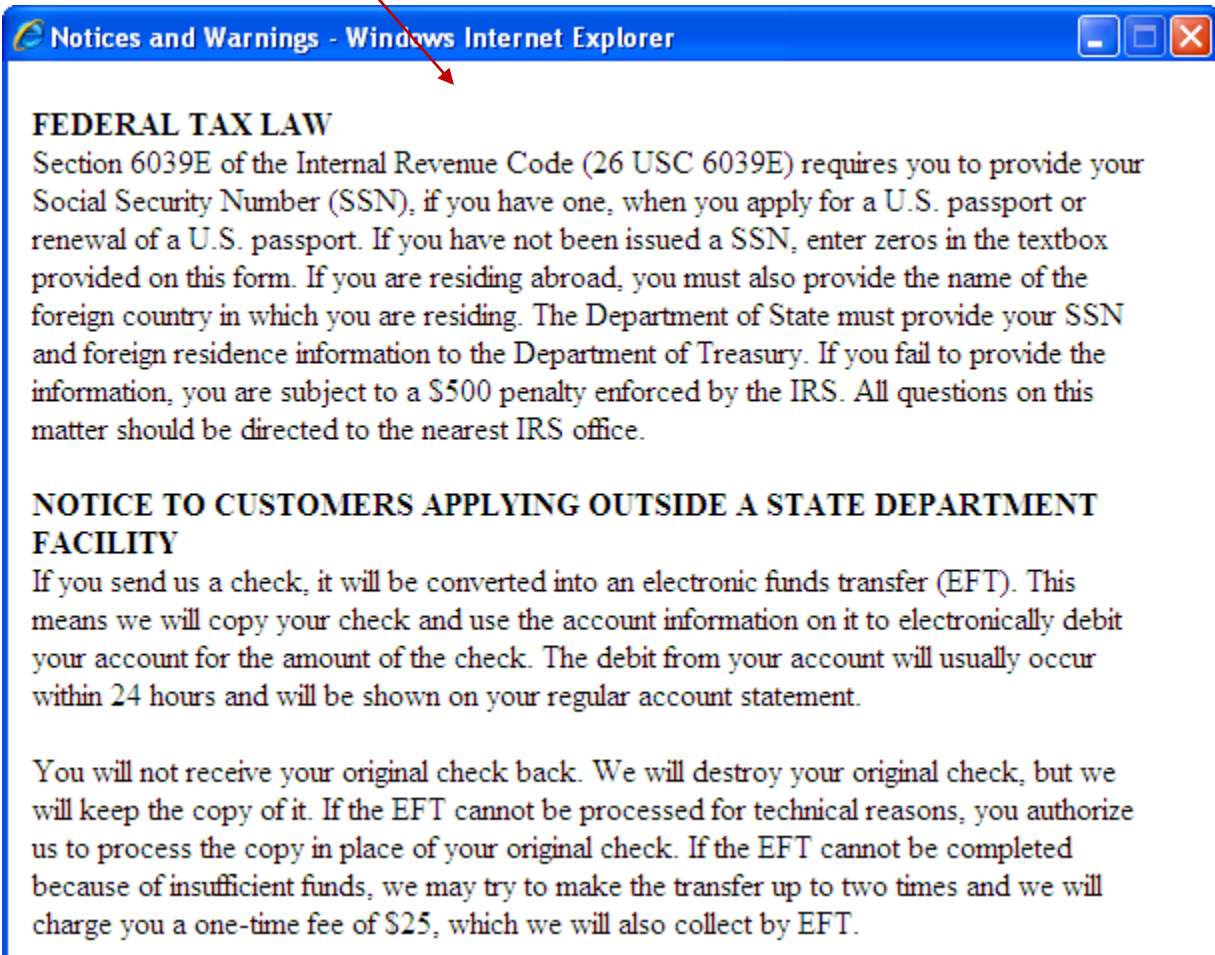 Notices and Warnings - Windows Internet Explorer
FEDERAL TAX LAW
Section 6039E of the Internal Revenue Code (26 USC 6039E) requires you to provide your
Social Security Number (SSN), if you have one, when you apply for a U.S. passport or
renewal of a U.S. passport. If you have not been issued a SSN, enter zeros in the textbox
provided on this form. If you are residing abroad, you must also provide the name of the
foreign country in which you are residing. The Department of State must provide your SSN
and foreign residence information to the Department of Treasury. If you fail to provide the
information, you are subject to a $500 penalty enforced by the IRS. All questions on this
matter should be directed to the nearest IRS office.
NOTICE TO CUSTOMERS APPLYING OUTSIDE A STATE DEPARTMENT
FACILITY
If you send us a check, it will be converted into an electronic funds transfer (EFT). This
means we will copy your check and use the account information on it to electronically debit
your account for the amount of the check. The debit from your account will usually occur
within 24 hours and will be shown on your regular account statement.
You will not receive your original check back. We will destroy your original check, but we
will keep the copy of it. If the EFT cannot be processed for technical reasons, you authorize
us to process the copy in place of your original check. If the EFT cannot be completed
because of insufficient funds, we may try to make the transfer up to two times and we will
charge you a one-time fee of $25, which we will also collect by EFT.